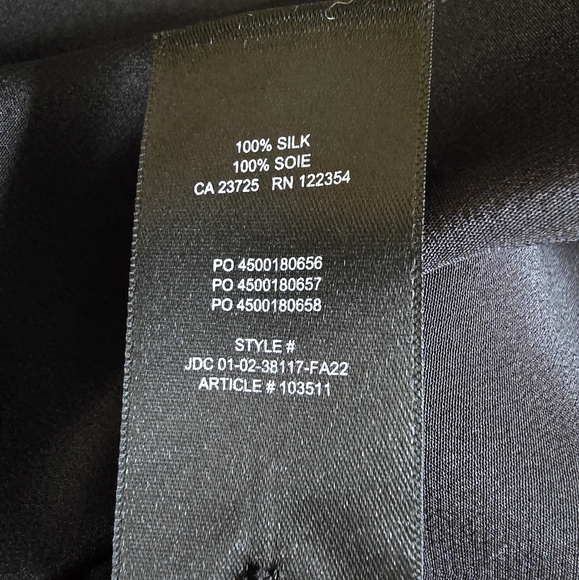 100% SILK
100% SOIE
CA 23725 RN 122354
PO 4500180656
PO 4500180657
PO 4500180658
STYLE #
JDC 01-02-38117-FA22
ARTICLE # 103511